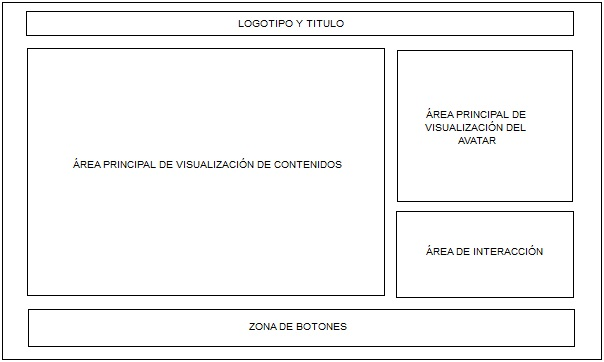 LOGOTIPO Y TITULO
ÁREA PRINCIPAL DE VISUALIZACIÓN DE CONTENIDOS
ÁREA PRINCIPAL DE
VISUALIZACIÓN DEL
AVATAR
ÁREA DE INTERACCIÓN
ZONA DE BOTONES